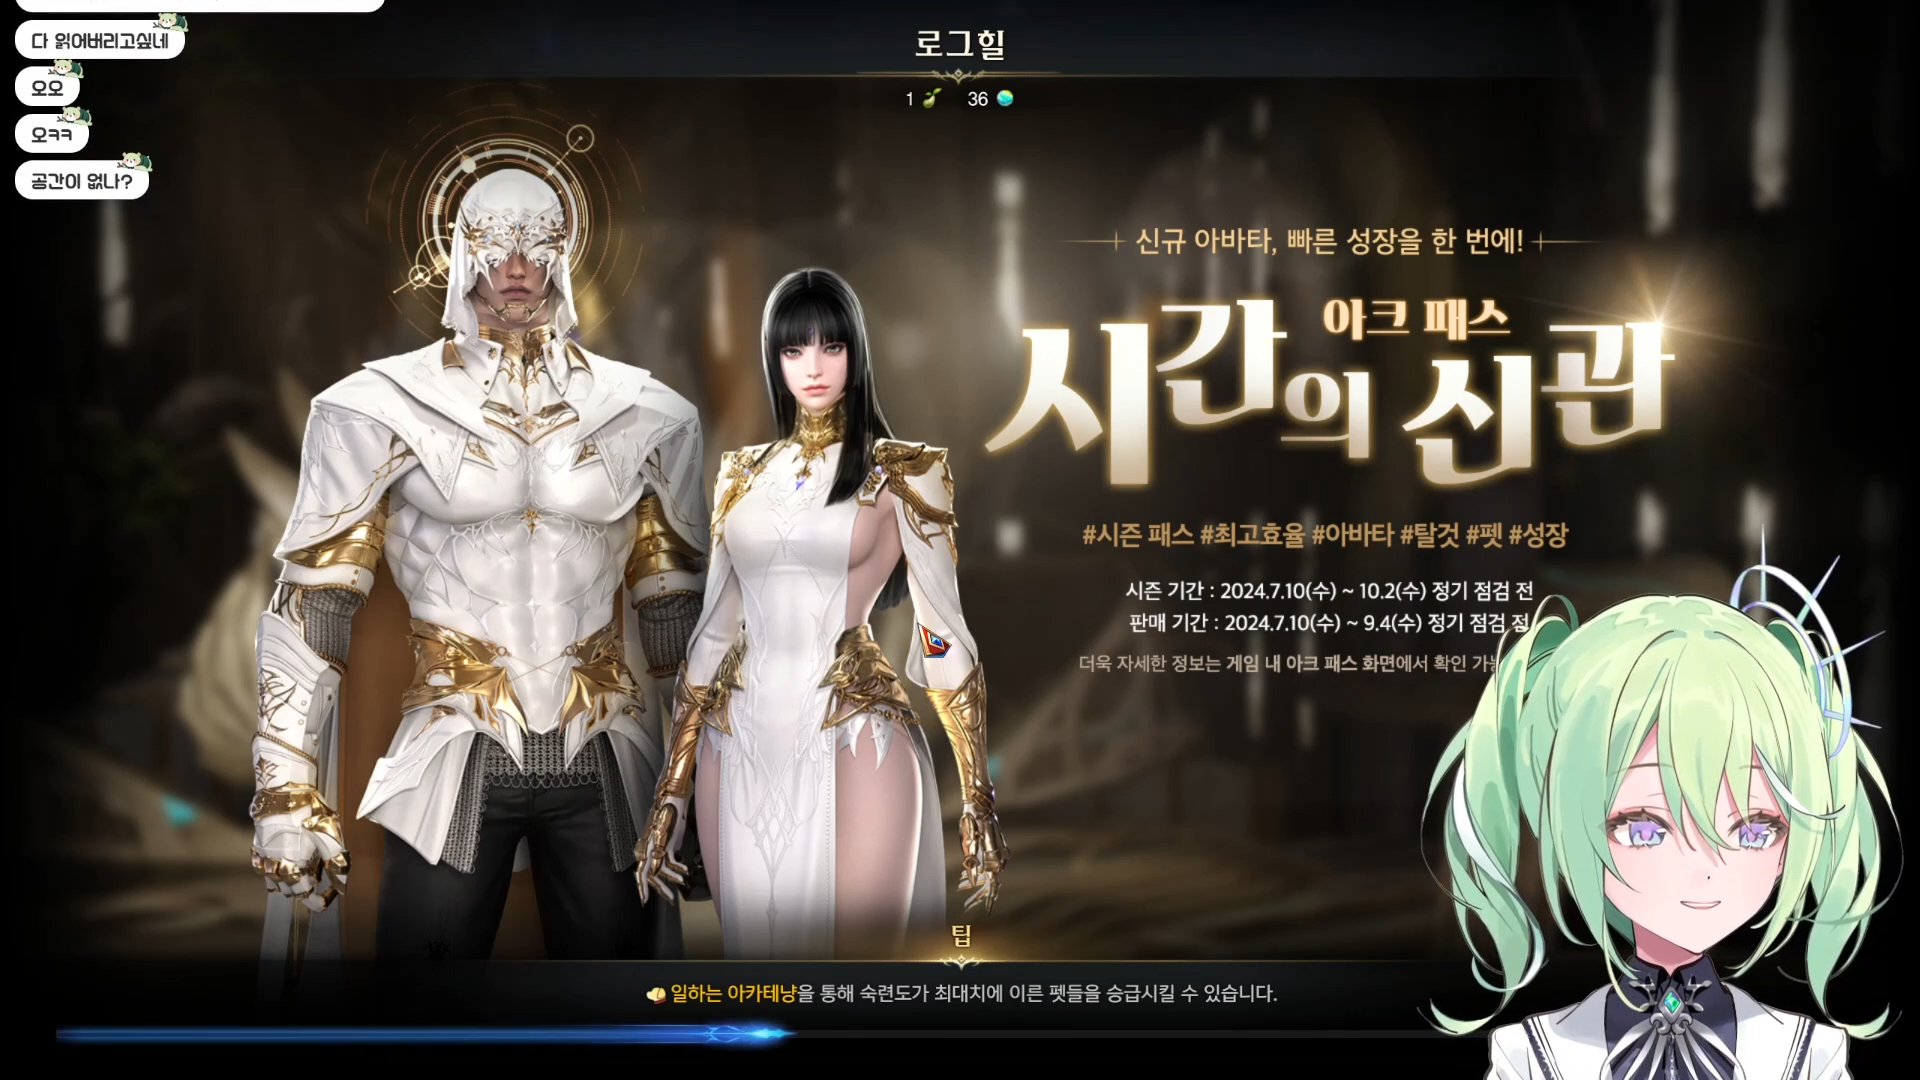 다 읽어버리고싶네
오오
오ㅋㅋ
공간이 없나?
로그힐
1 36
신규 아바타, 빠른 성장을 한 번에!
아크 패스
시간의 신관
#시즌 패스 #최고효율 #아바타 #탈것 #펫 #성장
시즌 기간 : 2024.7.10(수) ~ 10.2(수) 정기 점검 전
판매 기간 : 2024.7.10(수) ~ 9.4(수) 정기 점검 전
더욱 자세한 정보는 게임 내 아크 패스 화면에서 확인
팁
일하는 아카테냥을 통해 숙련도가 최대치에 이른 펫들을 승급시킬 수 있습니다.